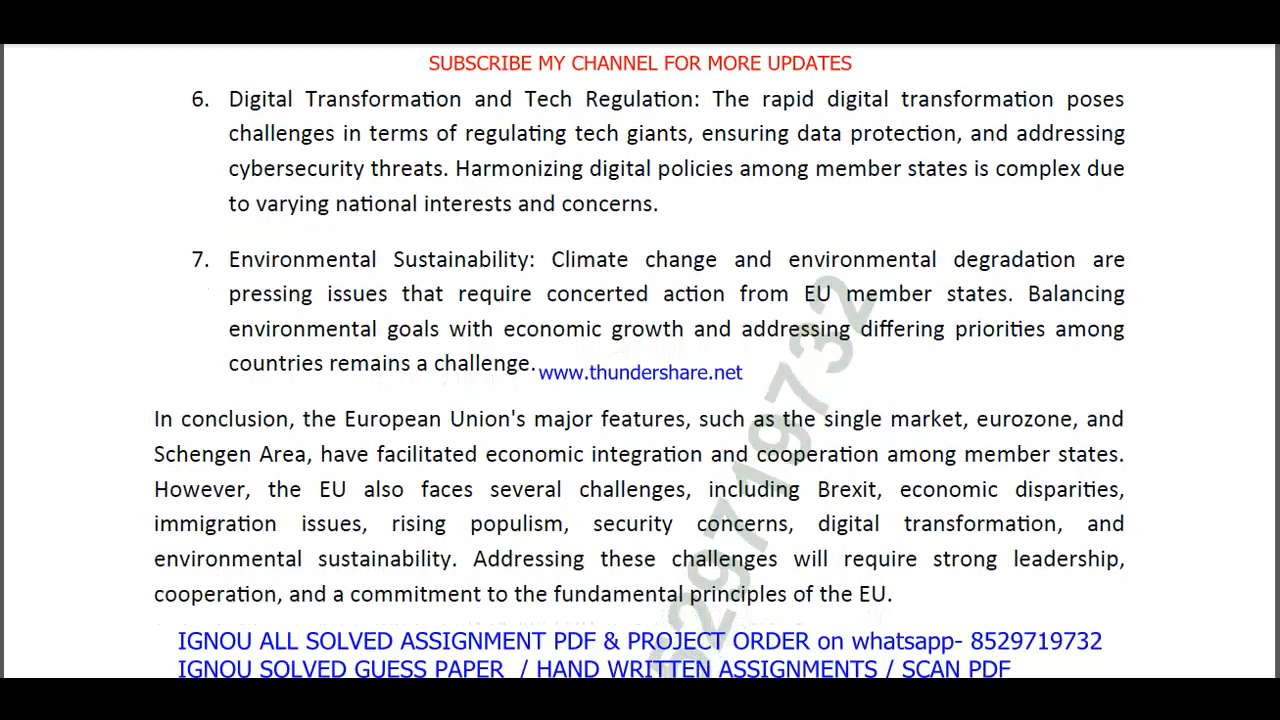 SUBSCRIBE MY CHANNEL FOR MORE UPDATES
6. Digital Transformation and Tech Regulation: The rapid digital transformation poses
challenges in terms of regulating tech giants, ensuring data protection, and addressing
cybersecurity threats. Harmonizing digital policies among member states is complex due
to varying national interests and concerns.
7. Environmental Sustainability: Climate change and environmental degradation are
pressing issues that require concerted action from EU member states. Balancing
environmental goals with economic growth and addressing differing priorities among
countries remains a challenge.
www.thundershare.net
In conclusion, the European Union's major features, such as the single market, eurozone, and
Schengen Area, have facilitated economic integration and cooperation among member states.
However, the EU also faces several challenges, including Brexit, economic disparities,
immigration issues, rising populism, security concerns, digital transformation, and
environmental sustainability. Addressing these challenges will require strong leadership,
cooperation, and a commitment to the fundamental principles of the EU.
8529719732
IGNOU ALL SOLVED ASSIGNMENT PDF & PROJECT ORDER on whatsapp- 8529719732
IGNOU SOLVED GUESS PAPER / HAND WRITTEN ASSIGNMENTS / SCAN PDF